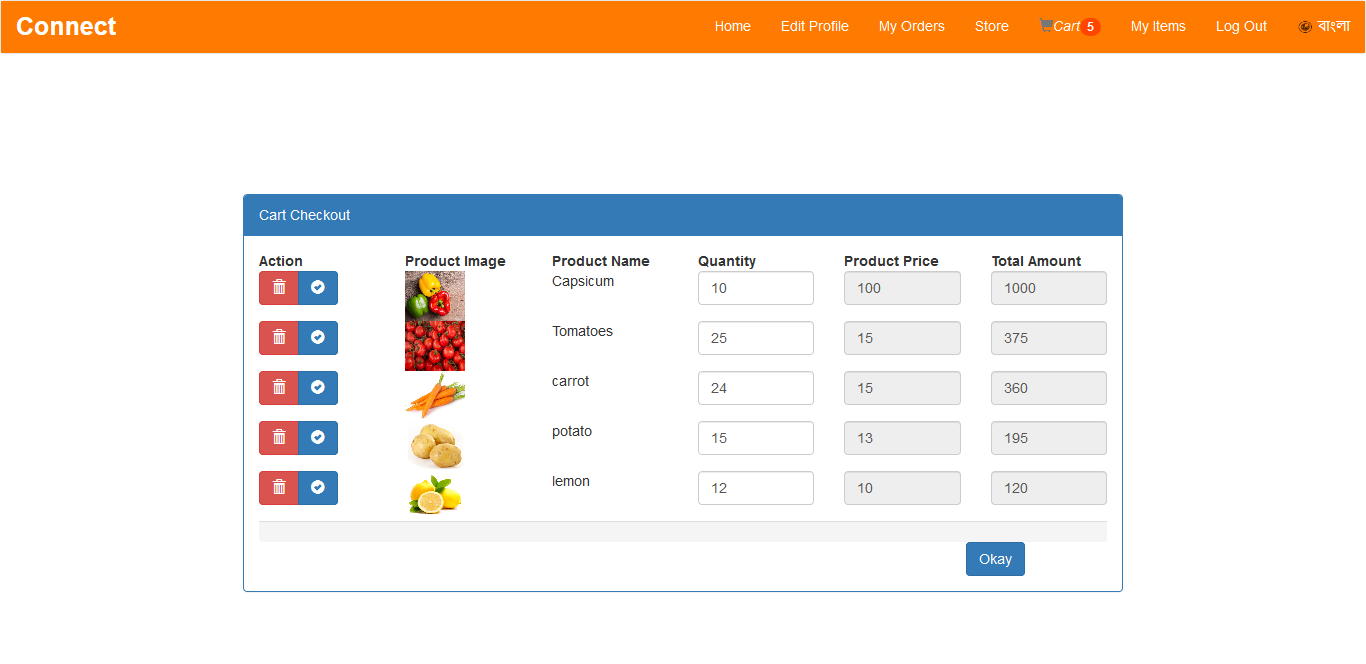 Connect Home Edit Profile My Orders Store Cart 5 My Items Log Out বাংলা
Cart Checkout
Action Product Image Product Name Quantity Product Price Total Amount
Capsicum 10 100 1000
Tomatoes 25 15 375
carrot 24 15 360
potato 15 13 195
lemon 12 10 120
Okay